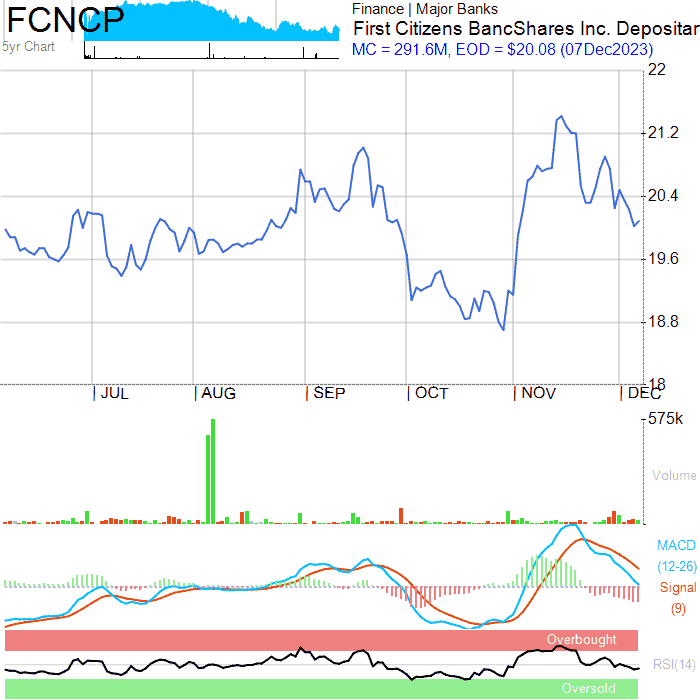 FCNCP
5yr Chart
Finance | Major Banks
First Citizens BancShares Inc. Depositar
MC = 291.6M, EOD = $20.08 (07Dec2023)
22
21.2
20.4
19.6
18.8
18
JUL AUG SEP OCT NOV DEC
575k
Volume
MACD
(12-26)
Signal
(9)
Overbought
RSI(14)
Oversold